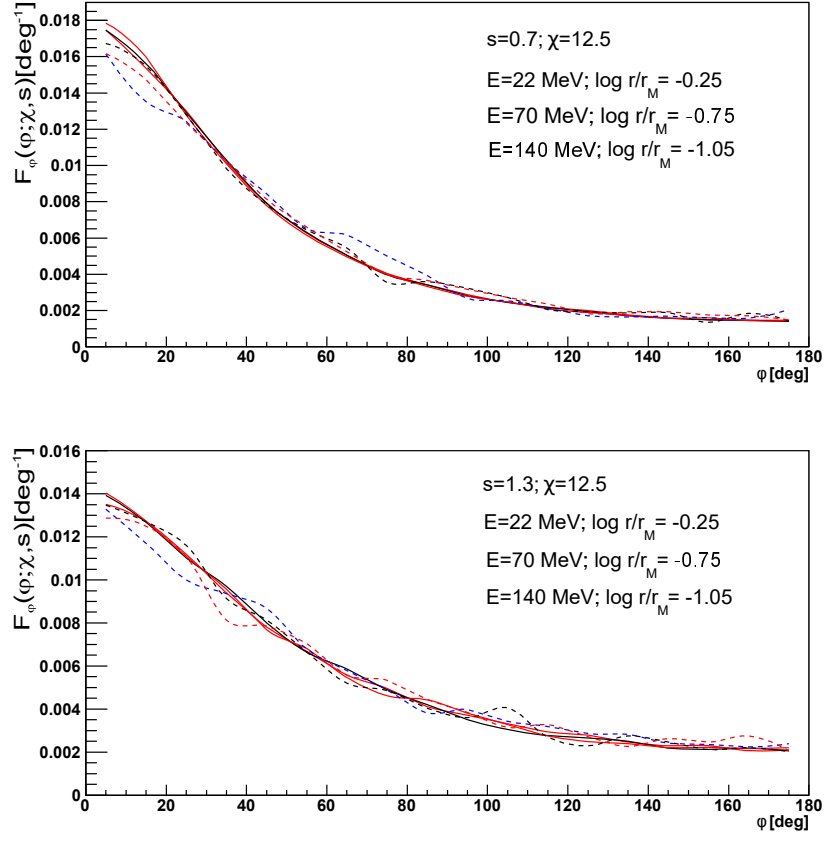 F_φ(φ;χ,s)[deg⁻¹]
s=0.7; χ=12.5
E=22 MeV; log r/r_M= -0.25
E=70 MeV; log r/r_M= -0.75
E=140 MeV; log r/r_M= -1.05
0.018
0.016
0.014
0.012
0.01
0.008
0.006
0.004
0.002
0
0 20 40 60 80 100 120 140 160 180
φ [deg]
F_φ(φ;χ,s)[deg⁻¹]
s=1.3; χ=12.5
E=22 MeV; log r/r_M= -0.25
E=70 MeV; log r/r_M= -0.75
E=140 MeV; log r/r_M= -1.05
0.016
0.014
0.012
0.01
0.008
0.006
0.004
0.002
0
0 20 40 60 80 100 120 140 160 180
φ [deg]